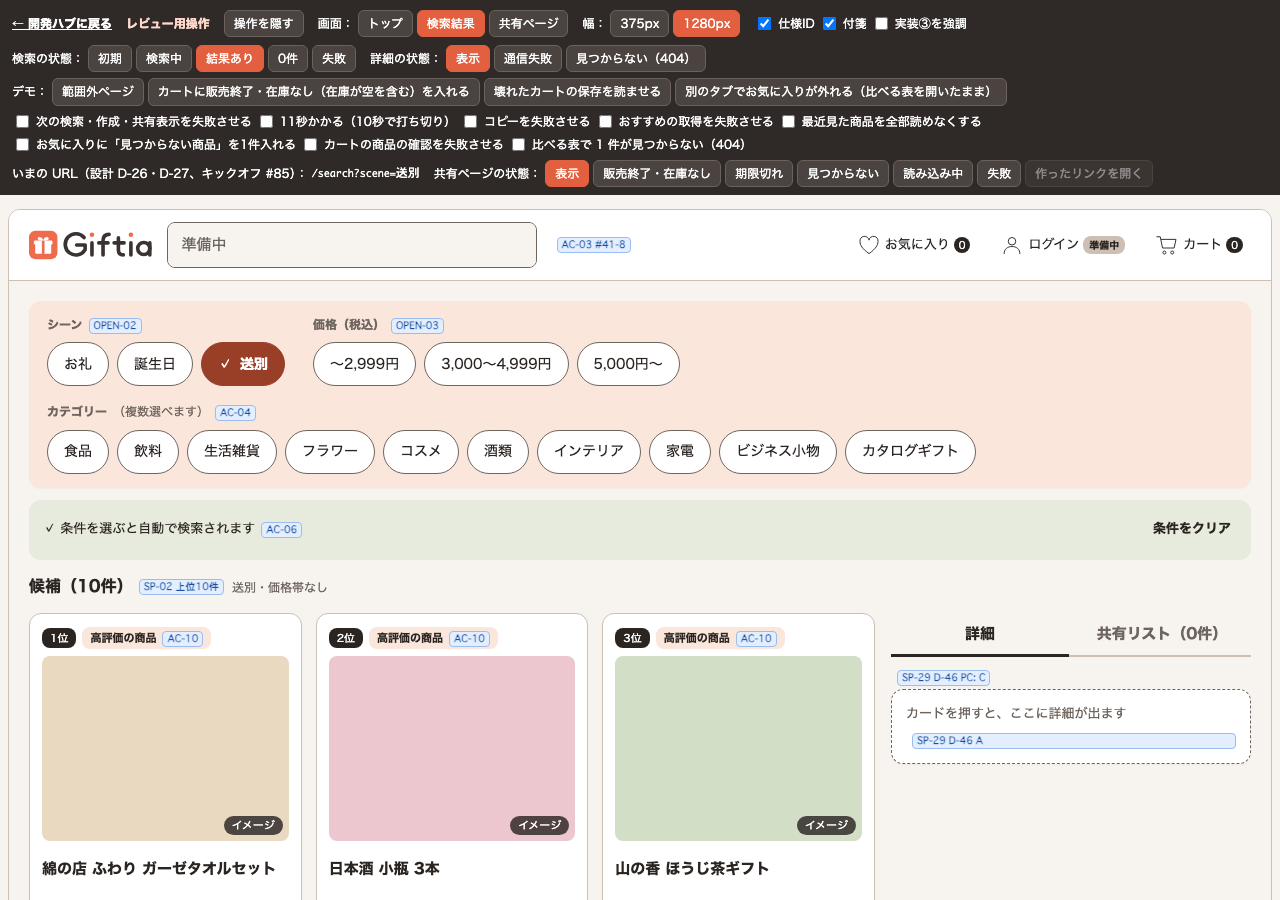 ← 開発ハブに戻る レビュー用操作 操作を隠す 画面： トップ 検索結果 共有ページ 幅： 375px 1280px 仕様ID 付箋 実装③を強調
検索の状態： 初期 検索中 結果あり 0件 失敗 詳細の状態： 表示 通信失敗 見つからない（404）
デモ： 範囲外ページ カートに販売終了・在庫なし（在庫が空を含む）を入れる 壊れたカートの保存を読ませる 別のタブでお気に入りが外れる（比べる表を開いたまま）
次の検索・作成・共有表示を失敗させる 11秒かかる（10秒で打ち切り） コピーを失敗させる おすすめの取得を失敗させる 最近見た商品を全部読めなくする
お気に入りに「見つからない商品」を1件入れる カートの商品の確認を失敗させる 比べる表で 1 件が見つからない（404）
いまの URL（設計 D-26・D-27、キックオフ #85）： /search?scene=送別 共有ページの状態： 表示 販売終了・在庫なし 期限切れ 見つからない 読み込み中 失敗 作ったリンクを開く
Giftia 準備中 AC-03 #41-8 お気に入り 0 ログイン 準備中 カート 0
シーン OPEN-02 価格（税込） OPEN-03
お礼 誕生日 ✓ 送別 〜2,999円 3,000〜4,999円 5,000円〜
カテゴリー （複数選べます） AC-04
食品 飲料 生活雑貨 フラワー コスメ 酒類 インテリア 家電 ビジネス小物 カタログギフト
✓ 条件を選ぶと自動で検索されます AC-06 条件をクリア
候補（10件） SP-02 上位10件 送別・価格帯なし
1位 高評価の商品 AC-10 2位 高評価の商品 AC-10 3位 高評価の商品 AC-10 詳細 共有リスト（0件）
SP-29 D-46 PC: C
カードを押すと、ここに詳細が出ます
SP-29 D-46 A
イメージ イメージ イメージ
綿の店 ふわり ガーゼタオルセット 日本酒 小瓶 3本 山の香 ほうじ茶ギフト